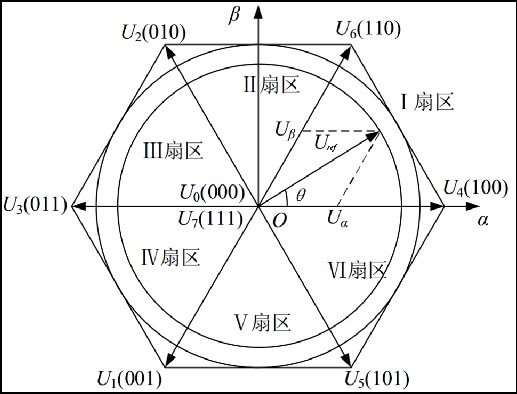 β
U₂(010)
U₆(110)
Ⅱ扇区
Ⅰ扇区
Uβ
Uref
Ⅲ扇区
U₀(000)
θ
U₃(011)
U₄(100)
U₇(111)
O
Uα
α
Ⅳ扇区
Ⅵ扇区
Ⅴ扇区
U₁(001)
U₅(101)